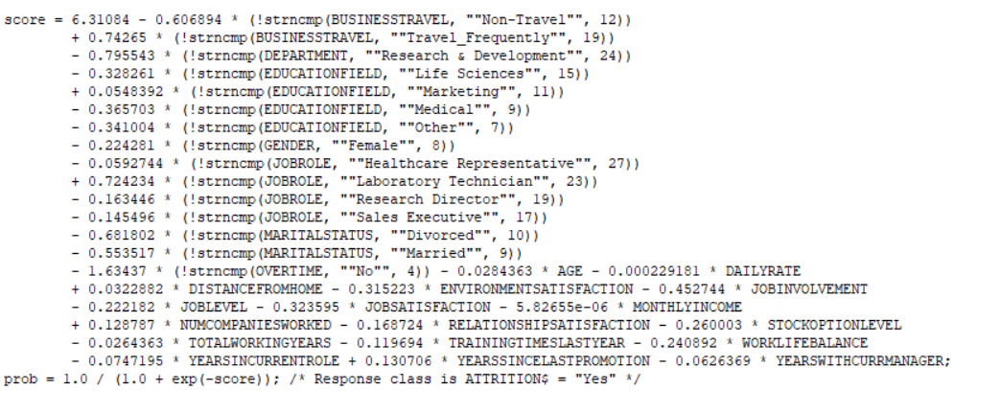 score = 6.31084 - 0.606894 * (!strncmp(BUSINESSTRAVEL, ""Non-Travel"", 12))
+ 0.74265 * (!strncmp(BUSINESSTRAVEL, ""Travel_Frequently"", 19))
- 0.795543 * (!strncmp(DEPARTMENT, ""Research & Development"", 24))
- 0.328261 * (!strncmp(EDUCATIONFIELD, ""Life Sciences"", 15))
+ 0.0548392 * (!strncmp(EDUCATIONFIELD, ""Marketing"", 11))
- 0.365703 * (!strncmp(EDUCATIONFIELD, ""Medical"", 9))
- 0.341004 * (!strncmp(EDUCATIONFIELD, ""Other"", 7))
- 0.224281 * (!strncmp(GENDER, ""Female"", 8))
- 0.0592744 * (!strncmp(JOBROLE, ""Healthcare Representative"", 27))
+ 0.724234 * (!strncmp(JOBROLE, ""Laboratory Technician"", 23))
- 0.163446 * (!strncmp(JOBROLE, ""Research Director"", 19))
- 0.145496 * (!strncmp(JOBROLE, ""Sales Executive"", 17))
- 0.681802 * (!strncmp(MARITALSTATUS, ""Divorced"", 10))
- 0.553517 * (!strncmp(MARITALSTATUS, ""Married"", 9))
- 1.63437 * (!strncmp(OVERTIME, ""No"", 4)) - 0.0284363 * AGE - 0.000229181 * DAILYRATE
+ 0.0322882 * DISTANCEFROMHOME - 0.315223 * ENVIRONMENTSATISFACTION - 0.452744 * JOBINVOLVEMENT
- 0.222182 * JOBLEVEL - 0.323595 * JOBSATISFACTION - 5.82655e-06 * MONTHLYINCOME
+ 0.128787 * NUMCOMPANIESWORKED - 0.168724 * RELATIONSHIPSATISFACTION - 0.260003 * STOCKOPTIONLEVEL
- 0.0264363 * TOTALWORKINGYEARS - 0.119694 * TRAININGTIMESLASTYEAR - 0.240892 * WORKLIFEBALANCE
- 0.0747195 * YEARSINCURRENTROLE + 0.130706 * YEARSSINCELASTPROMOTION - 0.0626369 * YEARSWITHCURRMANAGER;
prob = 1.0 / (1.0 + exp(-score)); /* Response class is ATTRITION$ = "Yes" */